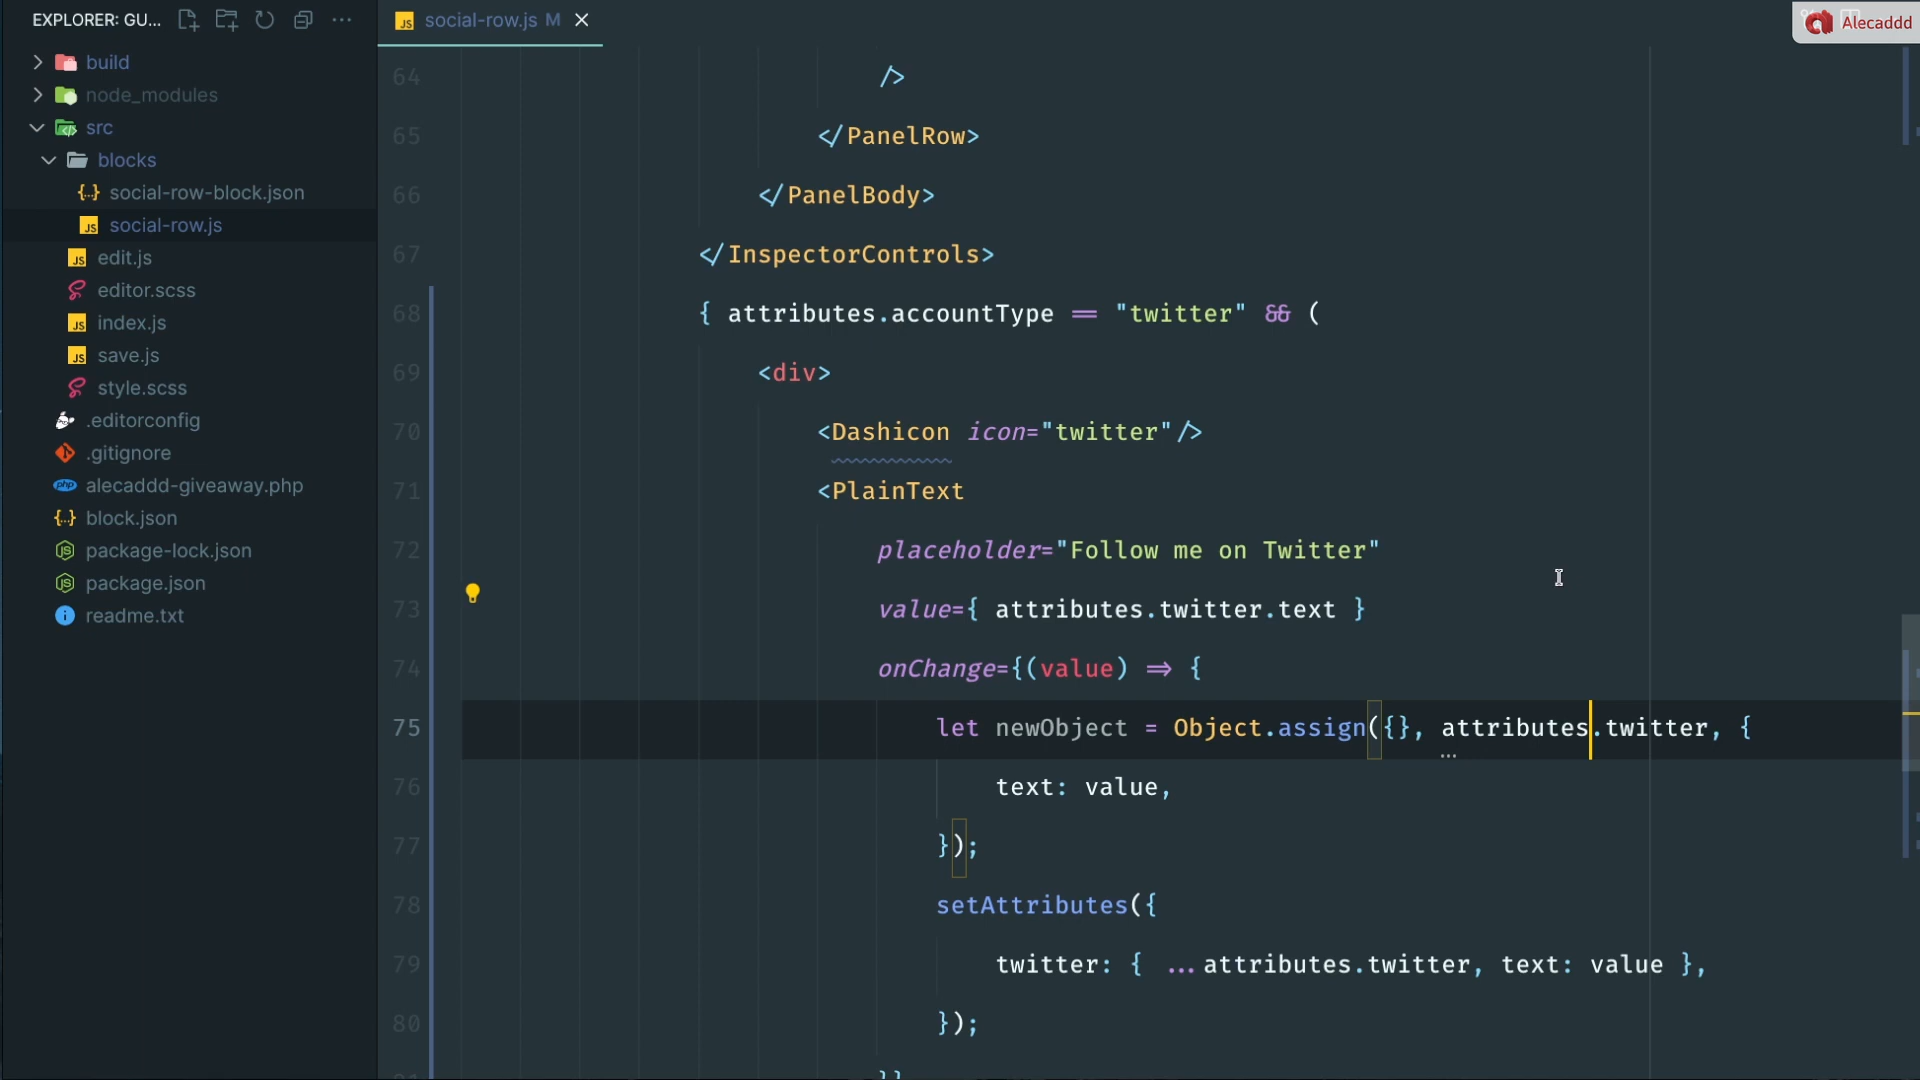 EXPLORER: GU...
build
node_modules
src
blocks
social-row-block.json
social-row.js
edit.js
editor.scss
index.js
save.js
style.scss
.editorconfig
.gitignore
alecaddd-giveaway.php
block.json
package-lock.json
package.json
readme.txt
social-row.js M
Alecaddd
64 />
65 </PanelRow>
66 </PanelBody>
67 </InspectorControls>
68 { attributes.accountType == "twitter" && (
69 <div>
70 <Dashicon icon="twitter"/>
71 <PlainText
72 placeholder="Follow me on Twitter"
73 value={ attributes.twitter.text }
74 onChange={(value) => {
75 let newObject = Object.assign({}, attributes.twitter, {
76 text: value,
77 });
78 setAttributes({
79 twitter: { ...attributes.twitter, text: value },
80 });